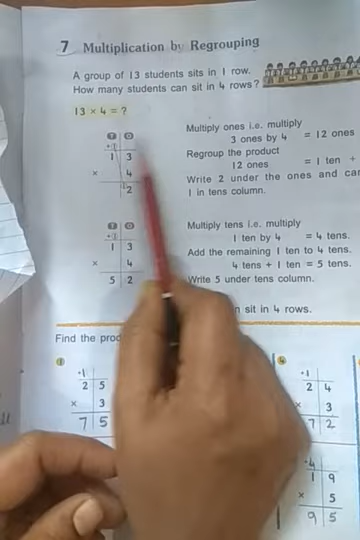 7 Multiplication by Regrouping
A group of 13 students sits in 1 row.
How many students can sit in 4 rows?
13 × 4 = ?
T O
+1
1 3
× 4
12
Multiply ones i.e. multiply
3 ones by 4 = 12 ones
Regroup the product
12 ones = 1 ten +
Write 2 under the ones and
1 in tens column.
T O
+1
1 3
× 4
5 2
Multiply tens i.e. multiply
1 ten by 4 = 4 tens.
Add the remaining 1 ten to 4 tens.
4 tens + 1 ten = 5 tens.
Write 5 under tens column.
sit in 4 rows.
Find the
+1
2 5
× 3
7 5
+1
2 4
× 3
7 2
+4
1 9
× 5
9 5